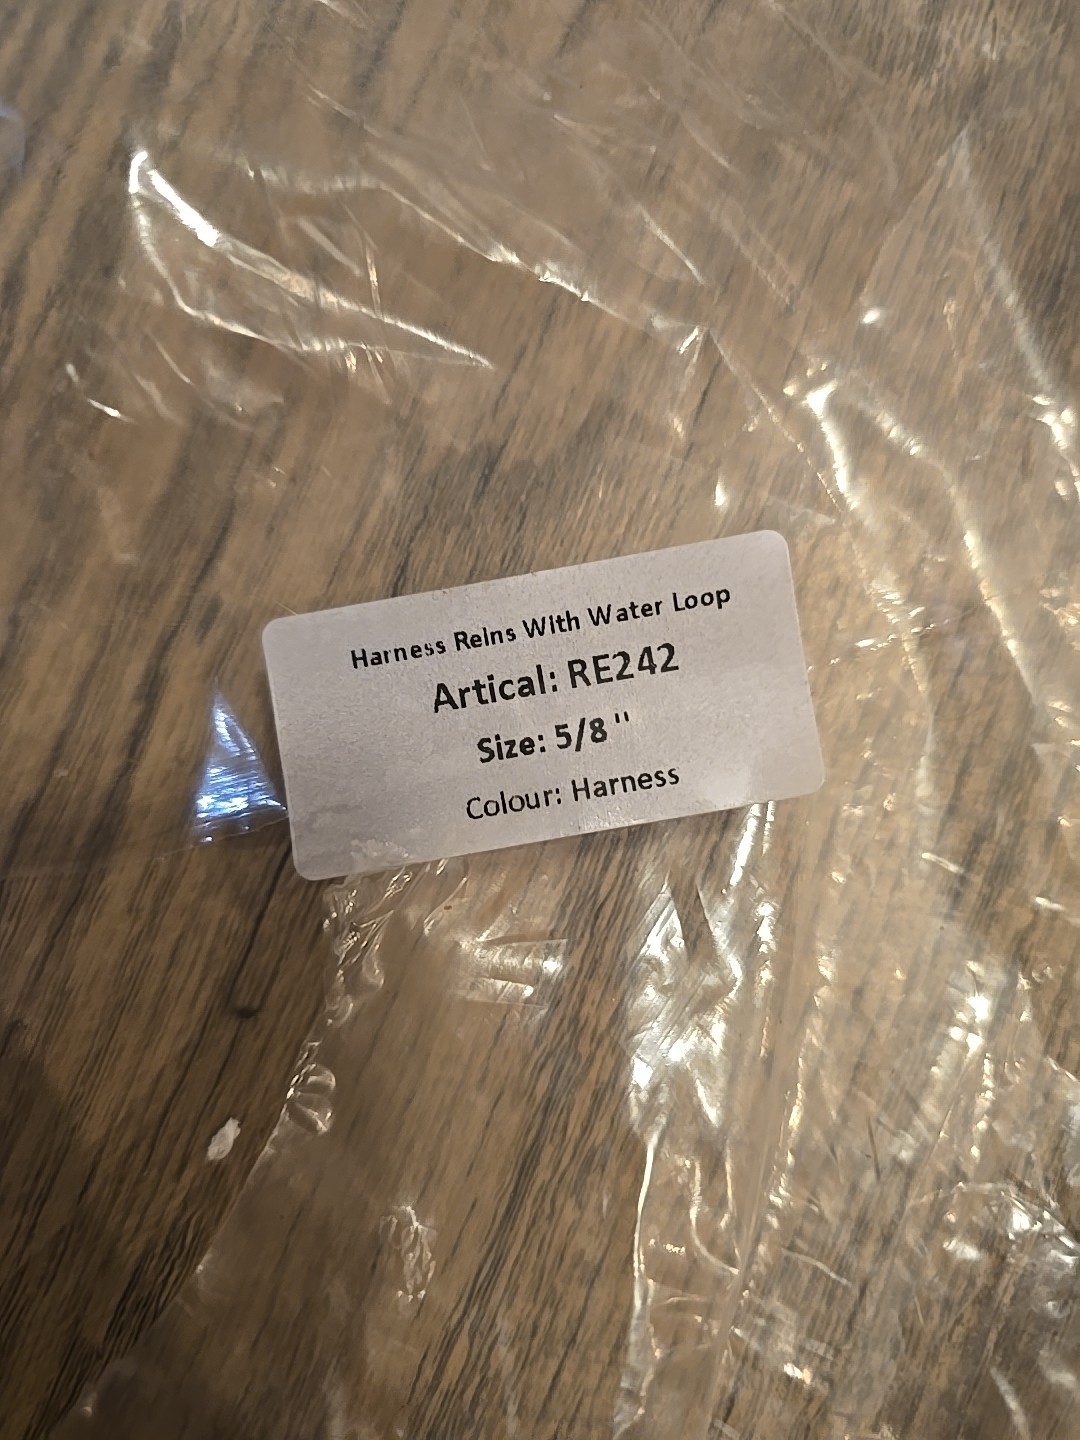 Harness Reins With Water Loop
Artical: RE242
Size: 5/8"
Colour: Harness